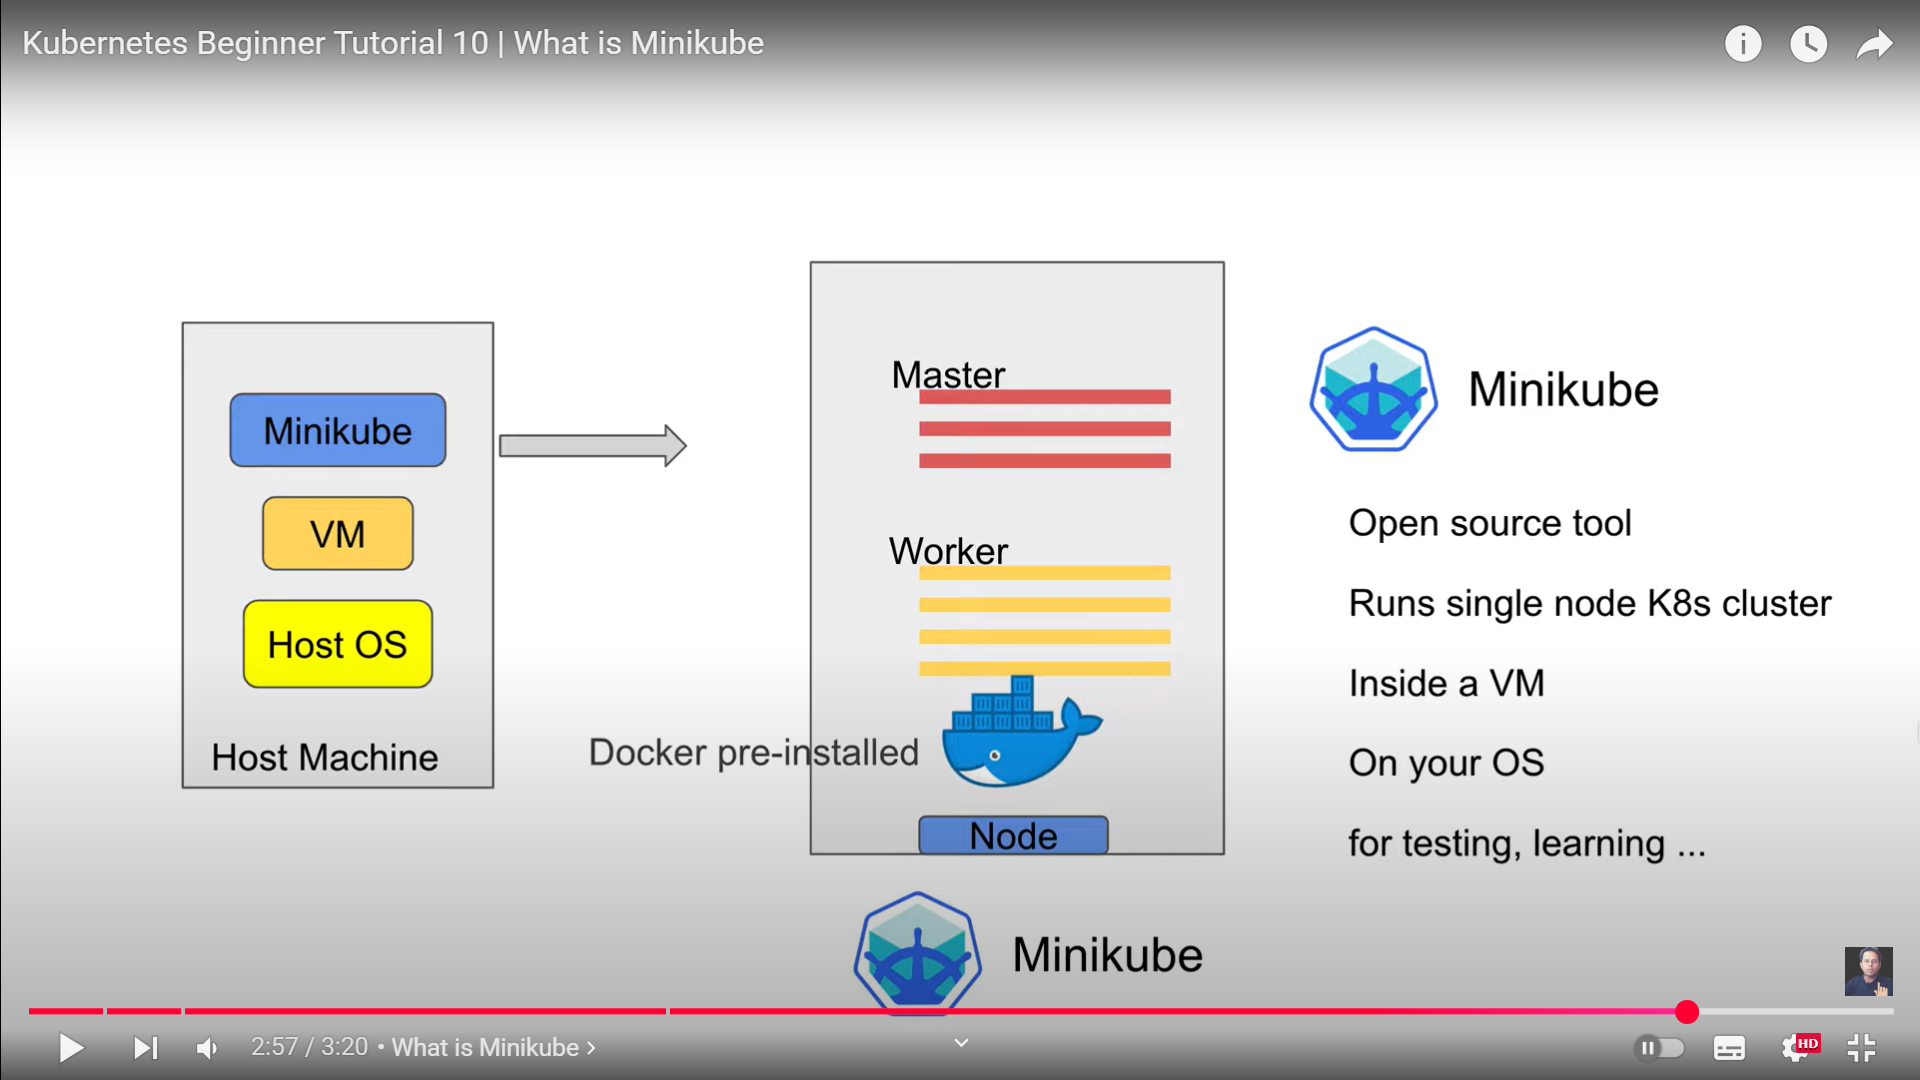 Kubernetes Beginner Tutorial 10 | What is Minikube
Minikube
VM
Host OS
Host Machine
Master
Worker
Docker pre-installed
Node
Minikube
Minikube
Open source tool
Runs single node K8s cluster
Inside a VM
On your OS
for testing, learning ...
2:57 / 3:20 • What is Minikube
HD